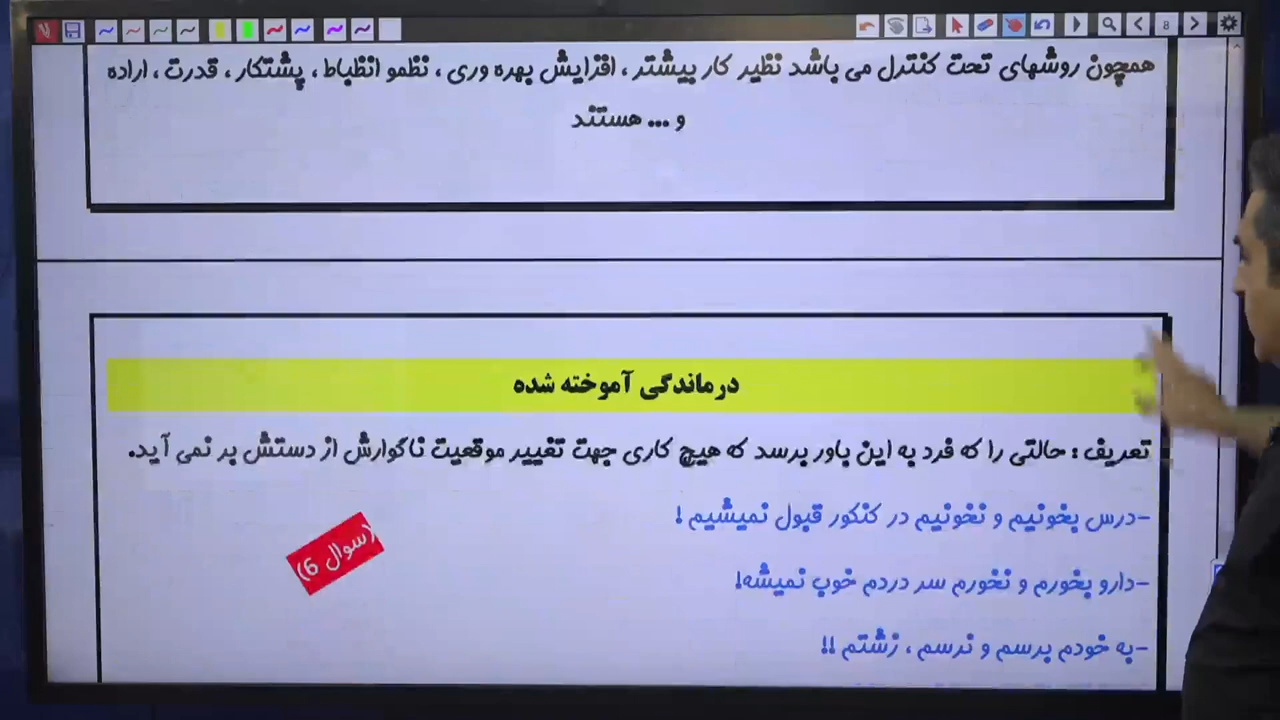 8
همچون روشهای تحت کنترل می باشد نظیر کار بیشتر ، افزایش بهره وری ، نظمو انظباط ، پشتکار ، قدرت ، اراده
و ... هستند
درماندگی آموخته شده
تعریف : حالتی را که فرد به این باور برسد که هیچ کاری جهت تغییر موقعیت ناگوارش از دستش بر نمی آید.
-درس بخونیم و نخونیم در کنکور قبول نمیشیم !
(سوال 6)
-دارو بخورم و نخورم سر دردم خوب نمیشه!
-به خودم برسم و نرسم ، زشتم !!